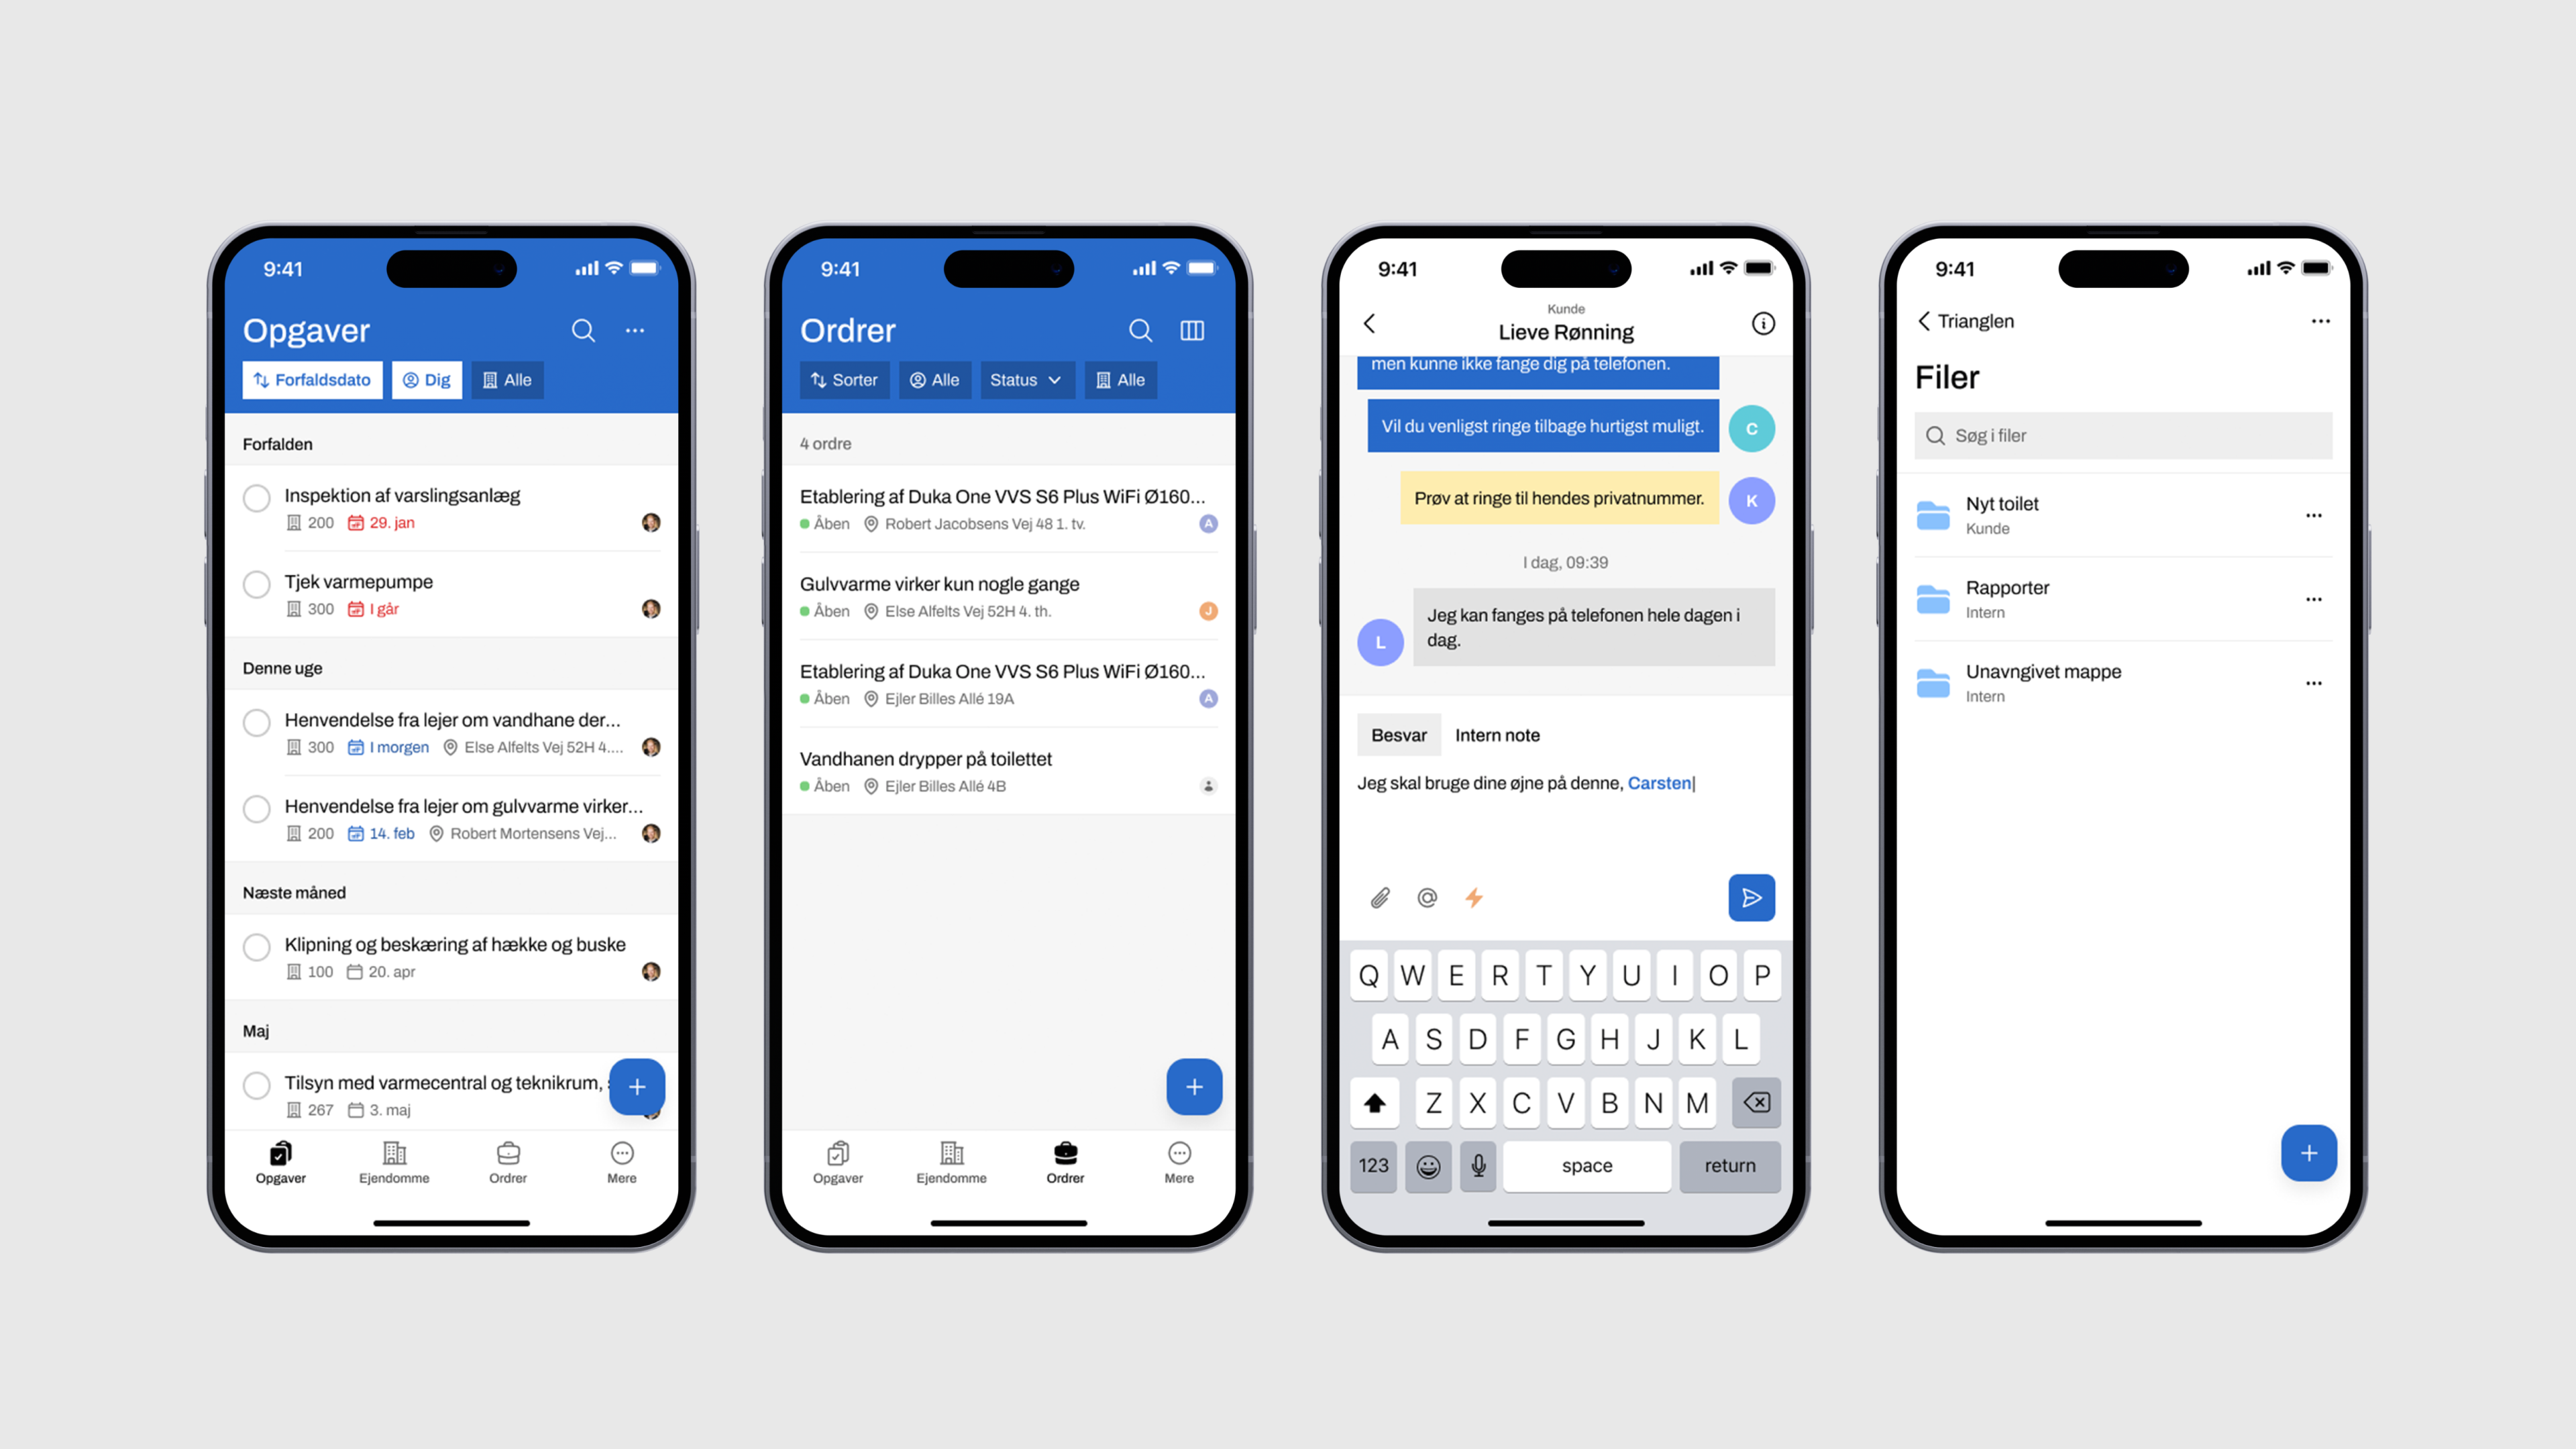 9:41
Opgaver
Forfaldsdato
Dig
Alle
Forfalden
Inspektion af varslingsanlæg
200 29. jan
Tjek varmepumpe
300 I går
Denne uge
Henvendelse fra lejer om vandhane der...
300 I morgen Else Alfelts Vej 52H 4....
Henvendelse fra lejer om gulvvarme virker...
200 14. feb Robert Mortensens Vej...
Næste måned
Klipning og beskæring af hække og buske
100 20. apr
Maj
Tilsyn med varmecentral og teknikrum,
267 3. maj
Opgaver Ejendomme Ordrer Mere
9:41
Ordrer
Sorter Alle Status Alle
4 ordre
Etablering af Duka One VVS S6 Plus WiFi Ø160...
Åben Robert Jacobsens Vej 48 1. tv. A
Gulvvarme virker kun nogle gange
Åben Else Alfelts Vej 52H 4. th. J
Etablering af Duka One VVS S6 Plus WiFi Ø160...
Åben Ejler Billes Allé 19A A
Vandhanen drypper på toilettet
Åben Ejler Billes Allé 4B
Opgaver Ejendomme Ordrer Mere
9:41
Kunde
Lieve Rønning
men kunne ikke fange dig på telefonen.
Vil du venligst ringe tilbage hurtigst muligt. C
Prøv at ringe til hendes privatnummer. K
I dag, 09:39
Jeg kan fanges på telefonen hele dagen i
dag.
L
Besvar Intern note
Jeg skal bruge dine øjne på denne, Carsten
Q W E R T Y U I O P
A S D F G H J K L
Z X C V B N M
123 space return
9:41
Trianglen
Filer
Søg i filer
Nyt toilet
Kunde
Rapporter
Intern
Unavngivet mappe
Intern